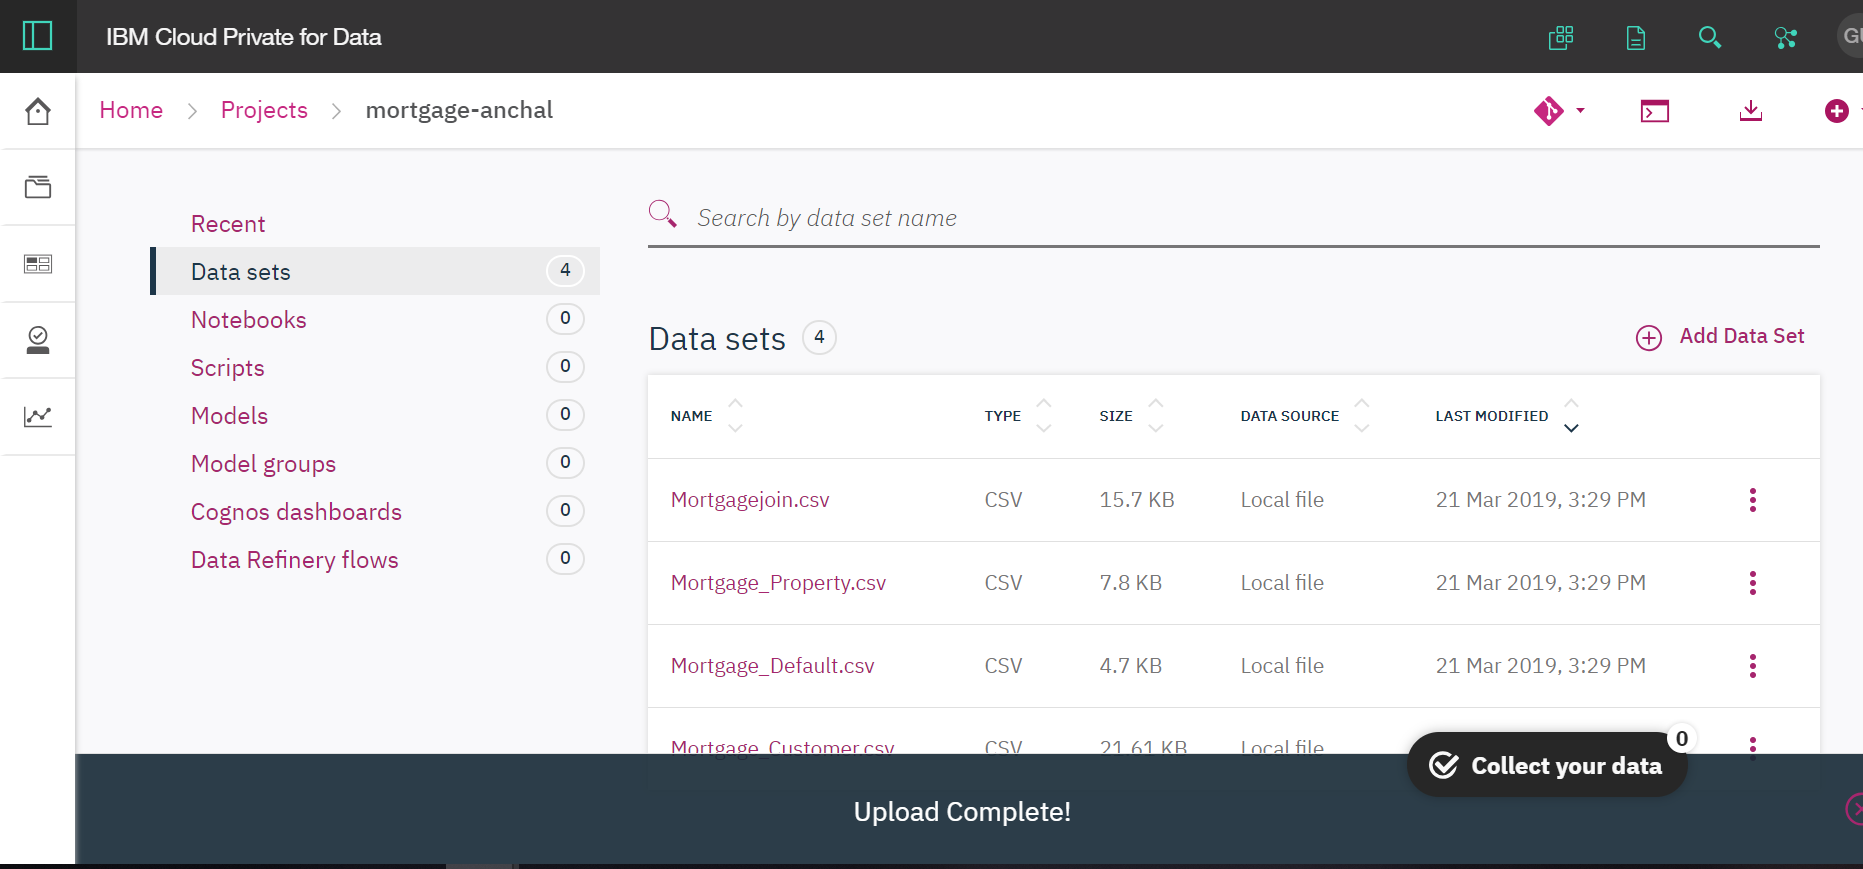 IBM Cloud Private for Data
GU
Home > Projects > mortgage-anchal
Recent
Data sets 4
Notebooks 0
Scripts 0
Models 0
Model groups 0
Cognos dashboards 0
Data Refinery flows 0
Search by data set name
Data sets 4
Add Data Set
NAME TYPE SIZE DATA SOURCE LAST MODIFIED
Mortgagejoin.csv CSV 15.7 KB Local file 21 Mar 2019, 3:29 PM
Mortgage_Property.csv CSV 7.8 KB Local file 21 Mar 2019, 3:29 PM
Mortgage_Default.csv CSV 4.7 KB Local file 21 Mar 2019, 3:29 PM
Mortgage_Customer.csv CSV 21.61 KB Local file
0
Collect your data
Upload Complete!